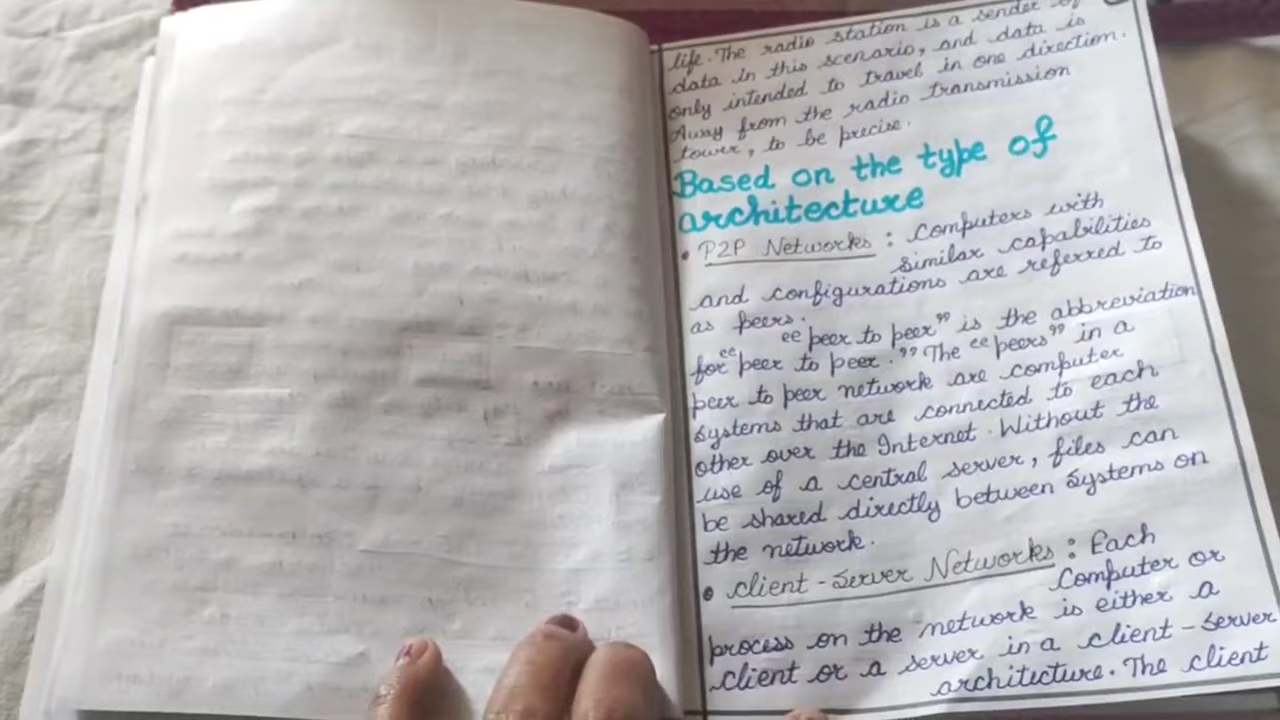 life. The radio station is a sender of
data in this scenario, and data is
only intended to travel in one direction.
Away from the radio transmission
tower, to be precise.
Based on the type of
architecture
• P2P Networks : Computers with
similar capabilities
and configurations are referred to
as peers.
“peer to peer” is the abbreviation
for “peer to peer.” The “peers” in a
peer to peer network are computer
systems that are connected to each
other over the Internet. Without the
use of a central server, files can
be shared directly between systems on
the network.
• Client-Server Networks : Each
Computer or
process on the network is either a
client or a server in a client-server
architecture. The client